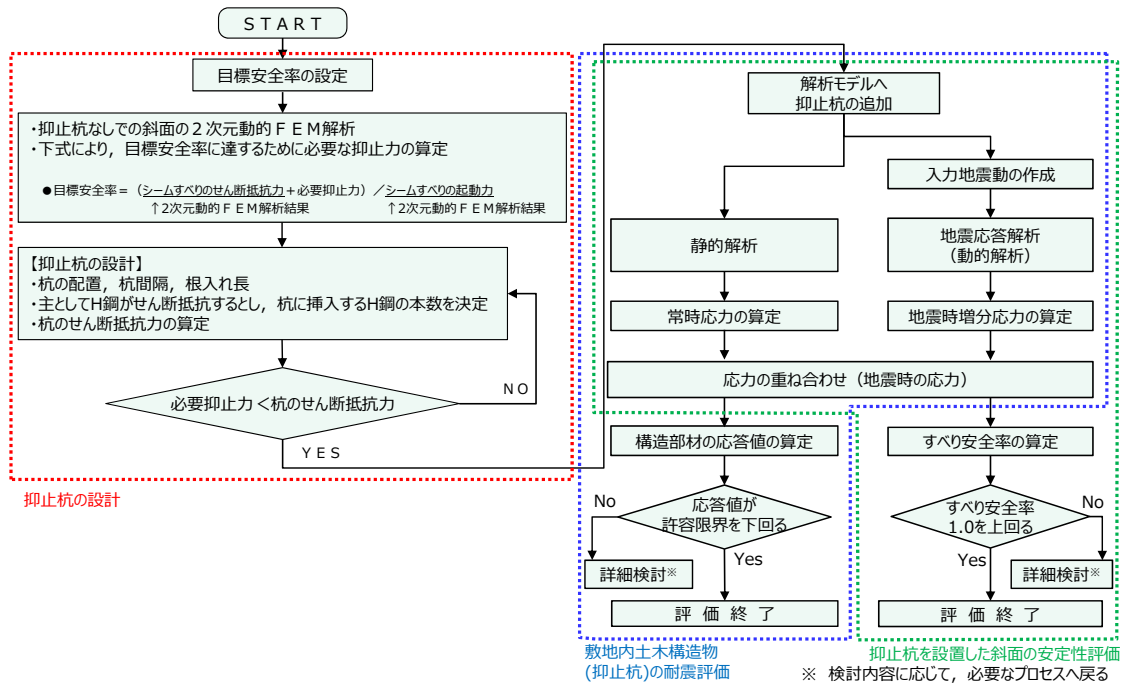 ＳＴＡＲＴ
目標安全率の設定
・抑止杭なしでの斜面の２次元動的ＦＥＭ解析
・下式により，目標安全率に達するために必要な抑止力の算定
●目標安全率＝（シームすべりのせん断抵抗力＋必要抑止力）／シームすべりの起動力
↑2次元動的ＦＥＭ解析結果
↑2次元動的ＦＥＭ解析結果
【抑止杭の設計】
・杭の配置，杭間隔，根入れ長
・主としてH鋼がせん断抵抗するとし，杭に挿入するH鋼の本数を決定
・杭のせん断抵抗力の算定
必要抑止力＜杭のせん断抵抗力
ＮＯ
ＹＥＳ
抑止杭の設計
解析モデルへ
抑止杭の追加
入力地震動の作成
静的解析
地震応答解析
（動的解析）
常時応力の算定
地震時増分応力の算定
応力の重ね合わせ（地震時の応力）
構造部材の応答値の算定
すべり安全率の算定
応答値が
許容限界を下回る
No
Yes
詳細検討※
評 価 終 了
すべり安全率
1.0を上回る
No
Yes
詳細検討※
評 価 終 了
敷地内土木構造物
(抑止杭)の耐震評価
抑止杭を設置した斜面の安定性評価
※ 検討内容に応じて，必要なプロセスへ戻る